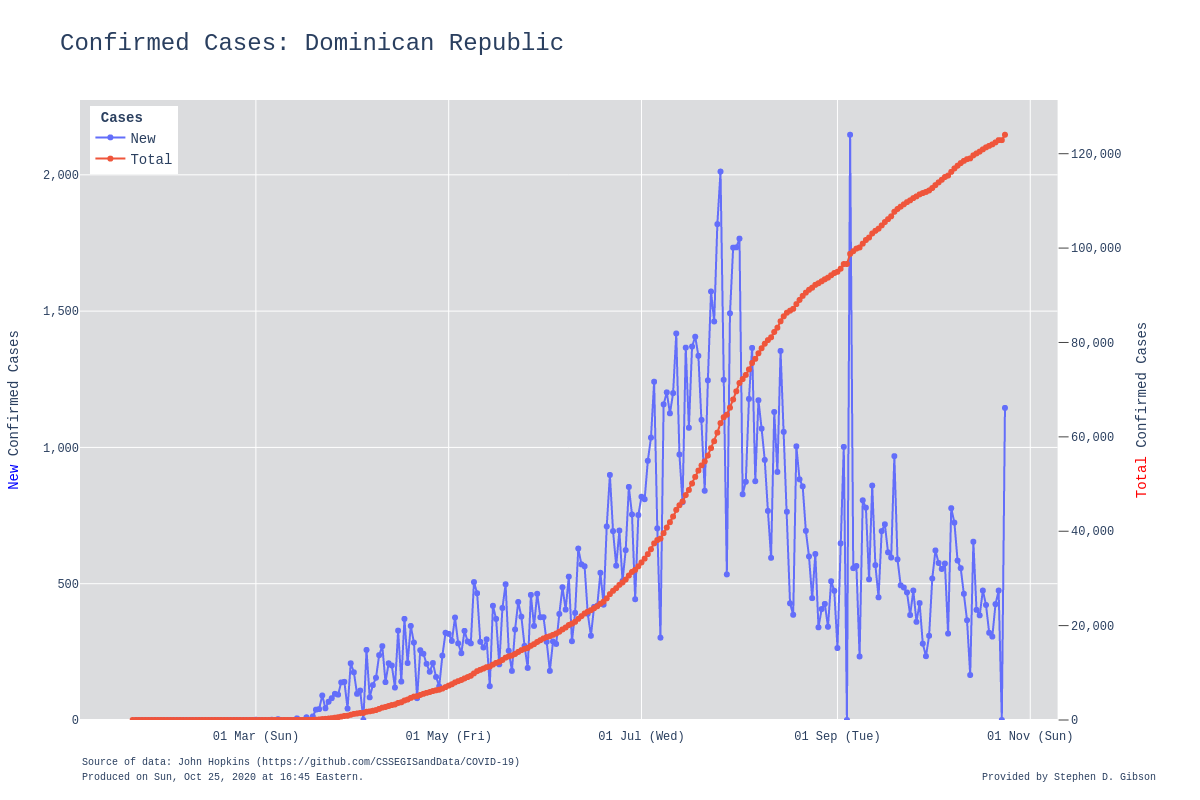 Confirmed Cases: Dominican Republic
Cases
New
Total
2,000
1,500
1,000
500
0
120,000
100,000
80,000
60,000
40,000
20,000
0
New Confirmed Cases
Total Confirmed Cases
01 Mar (Sun)
01 May (Fri)
01 Jul (Wed)
01 Sep (Tue)
01 Nov (Sun)
Source of data: John Hopkins (https://github.com/CSSEGISandData/COVID-19)
Produced on Sun, Oct 25, 2020 at 16:45 Eastern.
Provided by Stephen D. Gibson